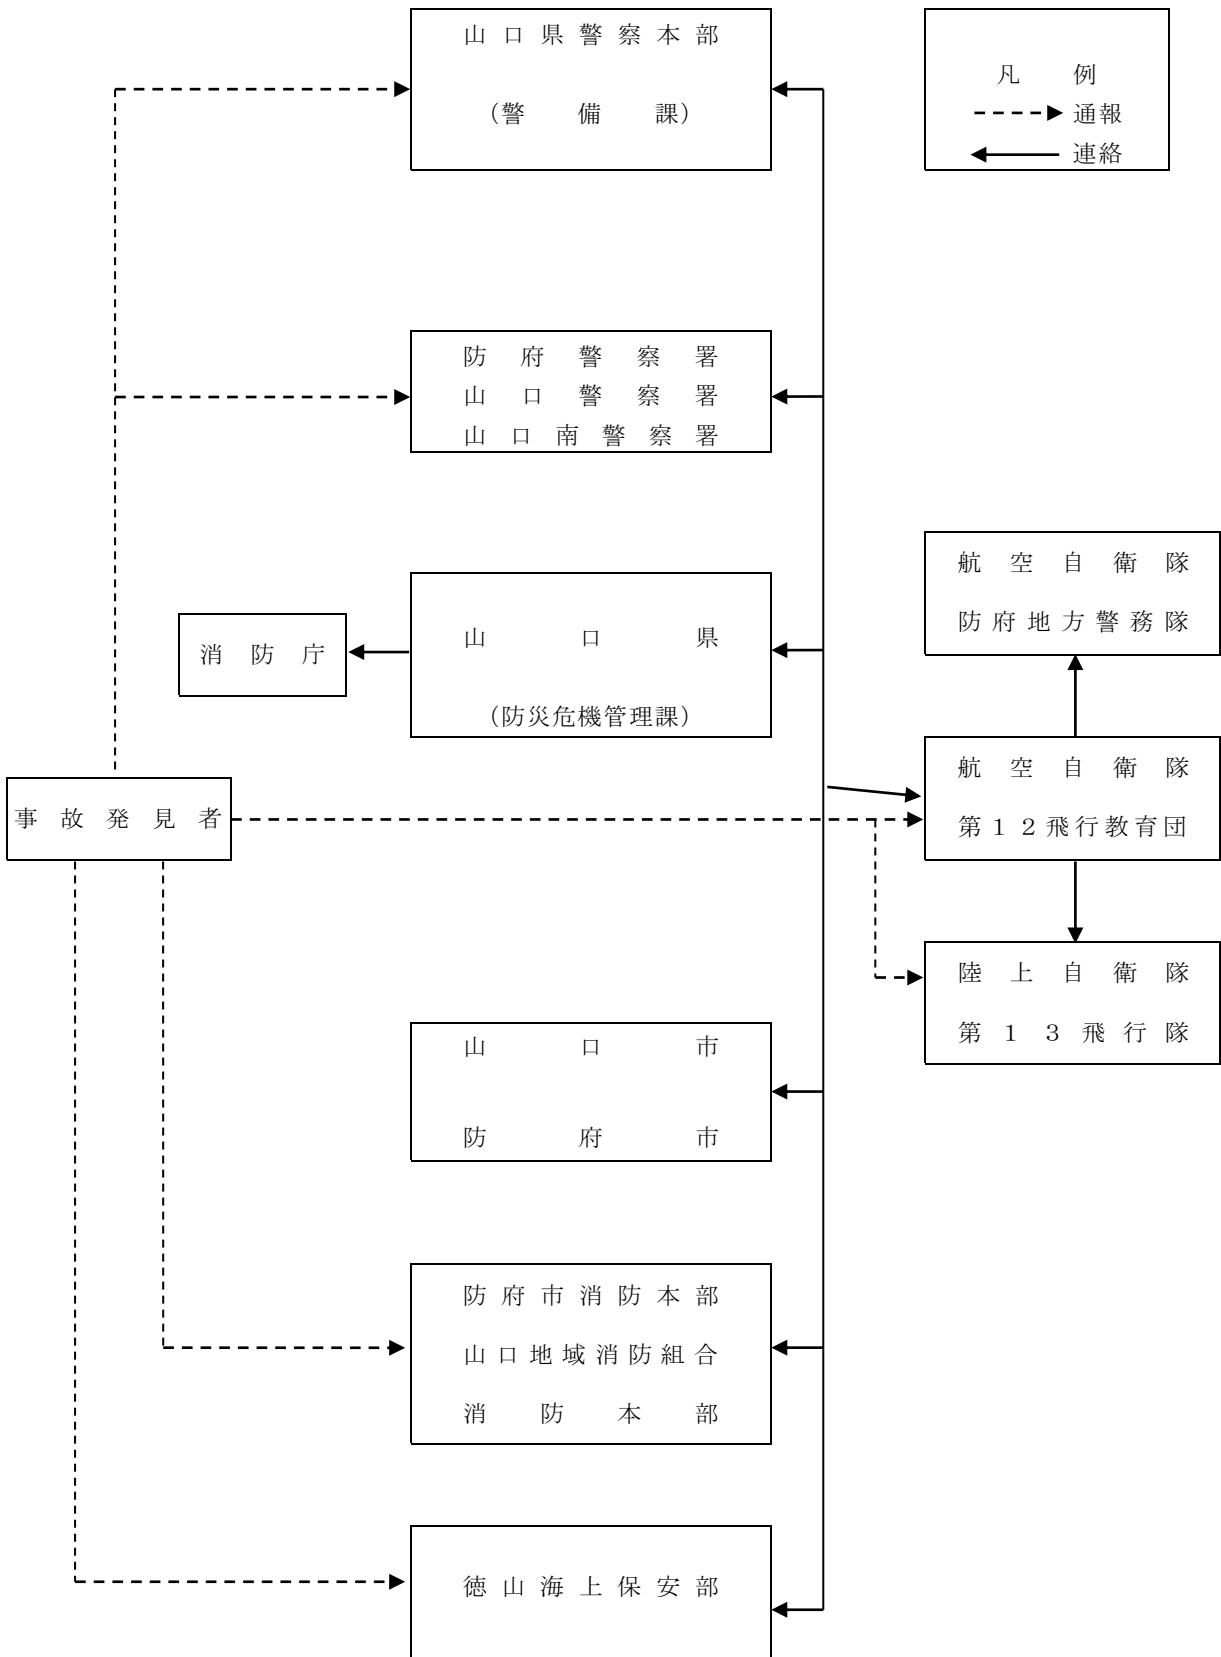 山口県警察本部
（警備課）
凡例
通報
連絡
防府警察署
山口警察署
山口南警察署
航空自衛隊
防府地方警務隊
消防庁
山口県
（防災危機管理課）
航空自衛隊
第１２飛行教育団
事故発見者
陸上自衛隊
第１３飛行隊
山口市
防府市
防府市消防本部
山口地域消防組合
消防本部
徳山海上保安部